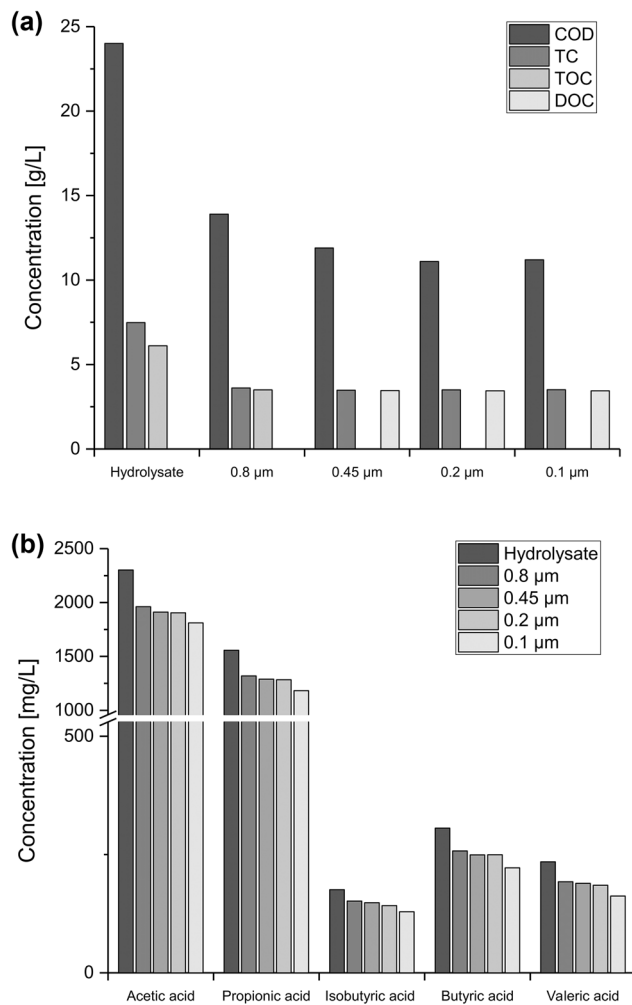 (a)
25
20
15
10
5
0
Concentration [g/L]
COD
TC
TOC
DOC
Hydrolysate 0.8 µm 0.45 µm 0.2 µm 0.1 µm
(b)
2500
2000
1500
1000
500
0
Concentration [mg/L]
Hydrolysate
0.8 µm
0.45 µm
0.2 µm
0.1 µm
Acetic acid Propionic acid Isobutyric acid Butyric acid Valeric acid